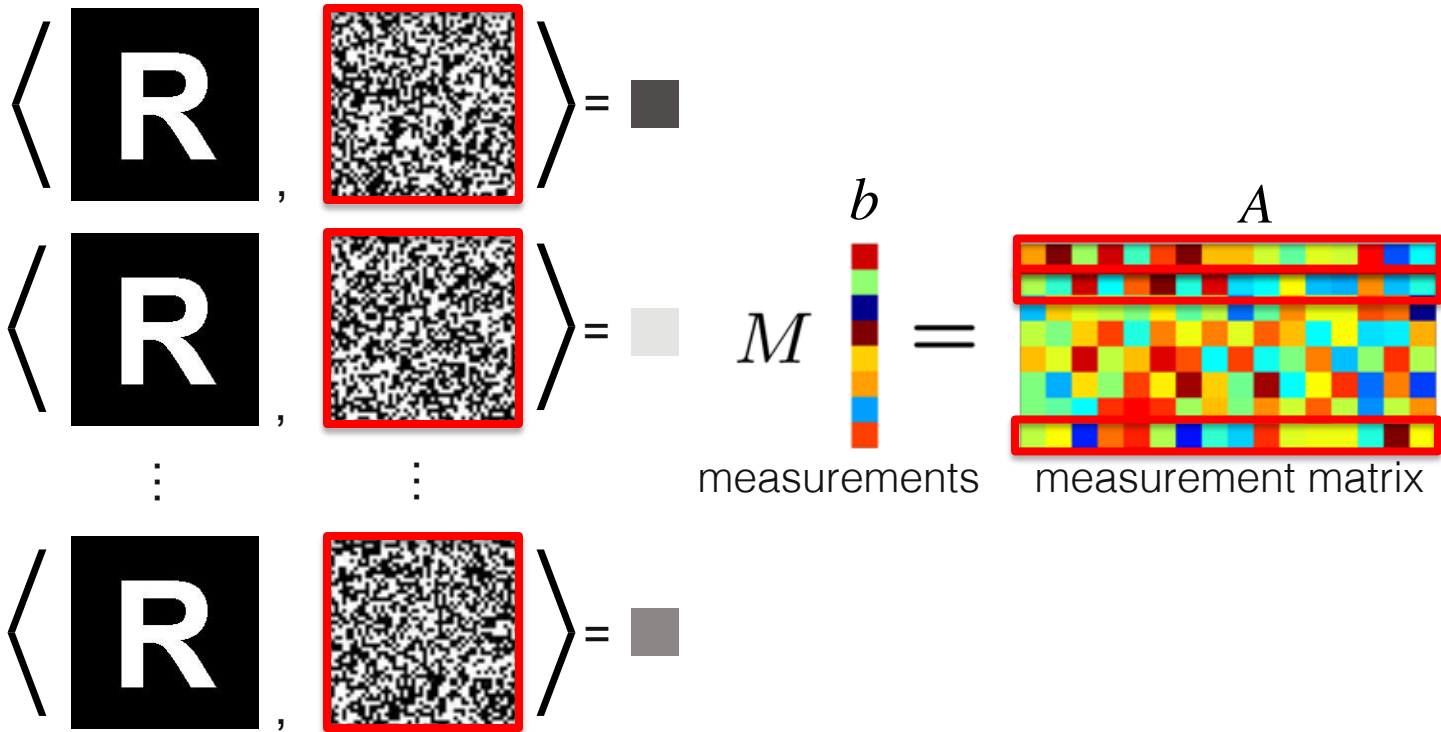 ⟨ R , ⟩ =
⟨ R , ⟩ =
⋮ ⋮
⟨ R , ⟩ =
b A
M =
measurements measurement matrix